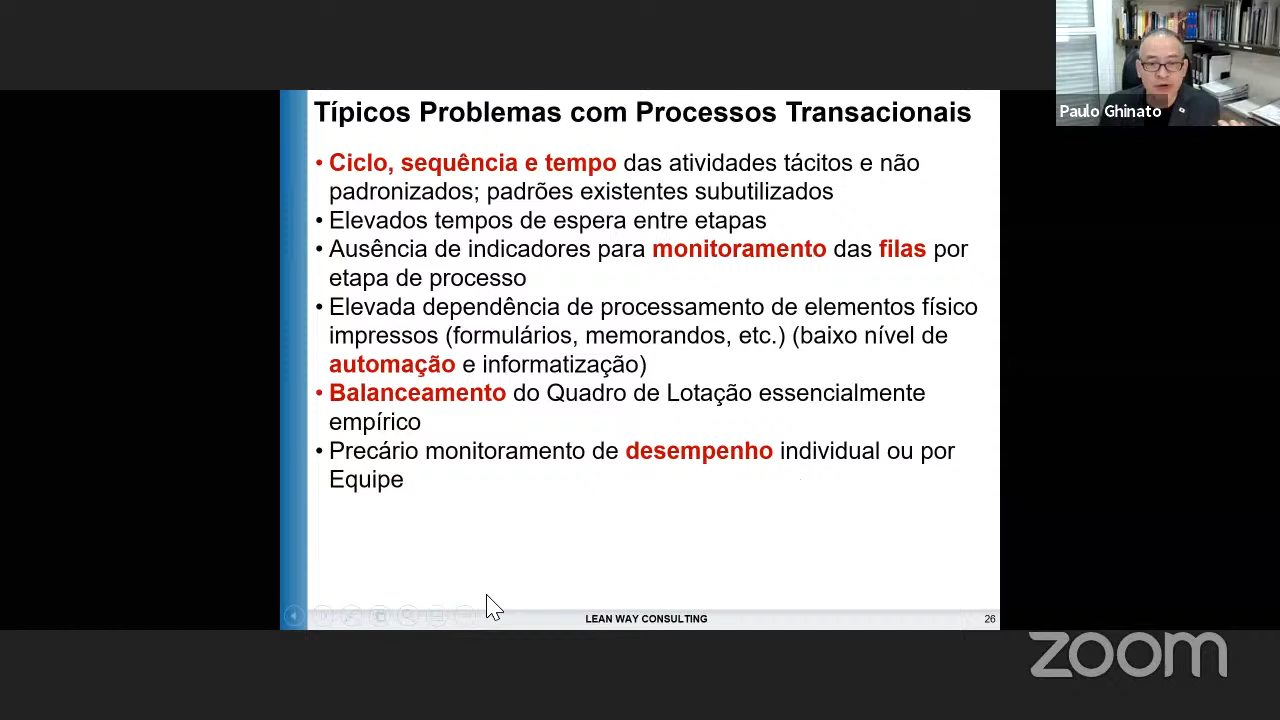 Típicos Problemas com Processos Transacionais
• Ciclo, sequência e tempo das atividades tácitos e não
padronizados; padrões existentes subutilizados
• Elevados tempos de espera entre etapas
• Ausência de indicadores para monitoramento das filas por
etapa de processo
• Elevada dependência de processamento de elementos físico
impressos (formulários, memorandos, etc.) (baixo nível de
automação e informatização)
• Balanceamento do Quadro de Lotação essencialmente
empírico
• Precário monitoramento de desempenho individual ou por
Equipe
LEAN WAY CONSULTING
26
Paulo Ghinato
zoom